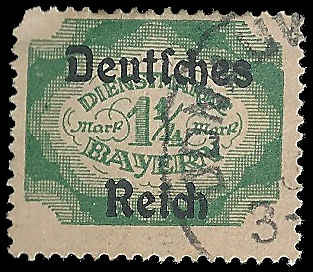 Deutsches
DIENSTMARKE
Mark 1¼ Mark
BAYERN
Reich